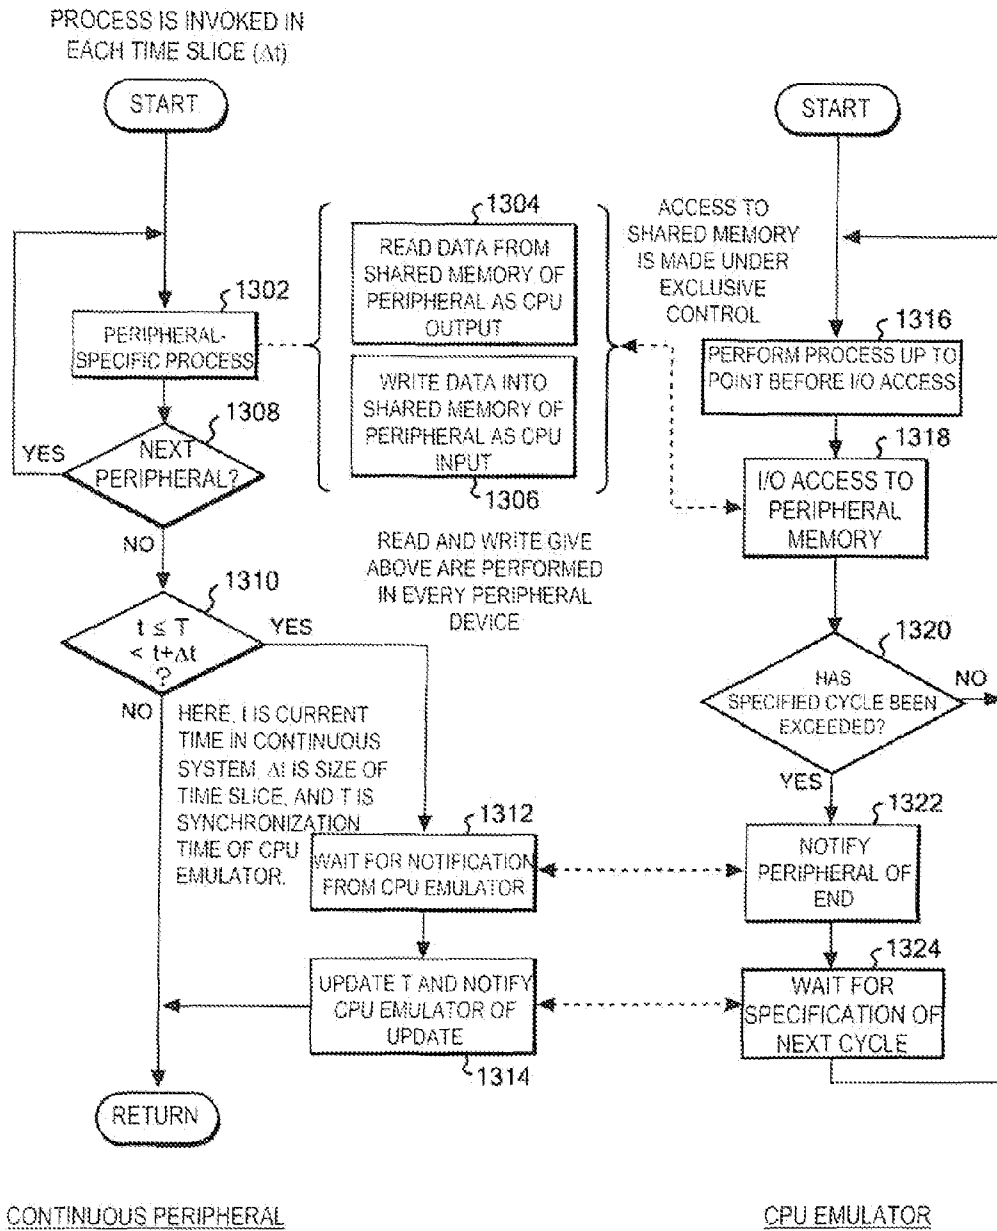 PROCESS IS INVOKED IN
EACH TIME SLICE (Δt)
START
1302
PERIPHERAL-
SPECIFIC PROCESS
1308
YES
NEXT
PERIPHERAL?
NO
1310
t ≤ T
< t+Δt
?
YES
NO
HERE, t IS CURRENT
TIME IN CONTINUOUS
SYSTEM, Δt IS SIZE OF
TIME SLICE, AND T IS
SYNCHRONIZATION
TIME OF CPU
EMULATOR.
1304
READ DATA FROM
SHARED MEMORY OF
PERIPHERAL AS CPU
OUTPUT
WRITE DATA INTO
SHARED MEMORY OF
PERIPHERAL AS CPU
INPUT
1306
READ AND WRITE GIVE
ABOVE ARE PERFORMED
IN EVERY PERIPHERAL
DEVICE
1312
WAIT FOR NOTIFICATION
FROM CPU EMULATOR
UPDATE T AND NOTIFY
CPU EMULATOR OF
UPDATE
1314
RETURN
CONTINUOUS PERIPHERAL
START
ACCESS TO
SHARED MEMORY
IS MADE UNDER
EXCLUSIVE
CONTROL
1316
PERFORM PROCESS UP TO
POINT BEFORE I/O ACCESS
1318
I/O ACCESS TO
PERIPHERAL
MEMORY
1320
HAS
SPECIFIED CYCLE BEEN
EXCEEDED?
NO
YES
1322
NOTIFY
PERIPHERAL OF
END
1324
WAIT FOR
SPECIFICATION OF
NEXT CYCLE
CPU EMULATOR